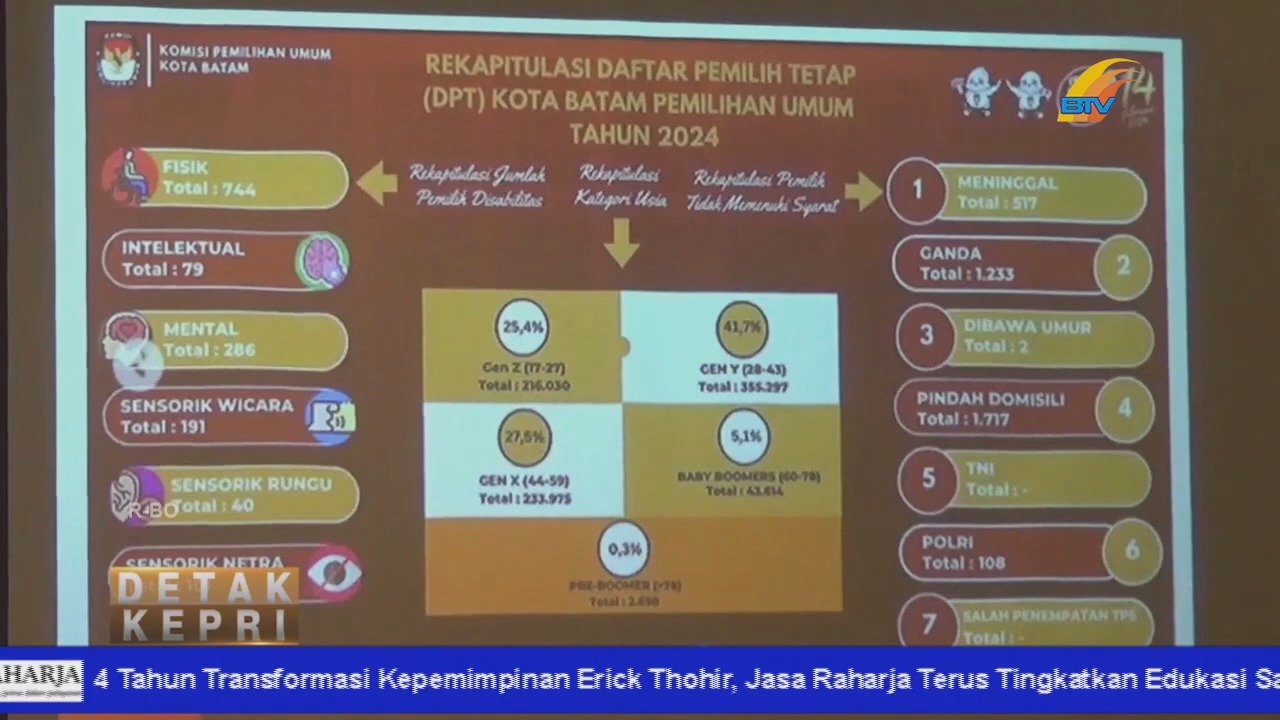 KOMISI PEMILIHAN UMUM
KOTA BATAM
REKAPITULASI DAFTAR PEMILIH TETAP
(DPT) KOTA BATAM PEMILIHAN UMUM
TAHUN 2024
14
BTV
Rekapitulasi Jumlah
Pemilih Disabilitas
Rekapitulasi
Kategori Usia
Rekapitulasi Pemilih
Tidak Memenuhi Syarat
FISIK
Total : 744
INTELEKTUAL
Total : 79
MENTAL
Total : 286
SENSORIK WICARA
Total : 191
SENSORIK RUNGU
Total : 40
SENSORIK NETRA
25,4%
Gen Z (17-27)
Total : 216.030
41,7%
GEN Y (28-43)
Total : 355.297
27,5%
GEN X (44-59)
Total : 233.975
5,1%
BABY BOOMERS (60-78)
Total : 43.614
0,3%
PRE-BOOMER (>78)
Total : 2.698
1
MENINGGAL
Total : 517
GANDA
Total : 1.233
2
3
DIBAWA UMUR
Total : 2
PINDAH DOMISILI
Total : 1.717
4
5
TNI
Total : -
POLRI
Total : 108
6
7
SALAH PENEMPATAN TPS
Total : -
DETAK
KEPRI
AHARJA
4 Tahun Transformasi Kepemimpinan Erick Thohir, Jasa Raharja Terus Tingkatkan Edukasi Sa